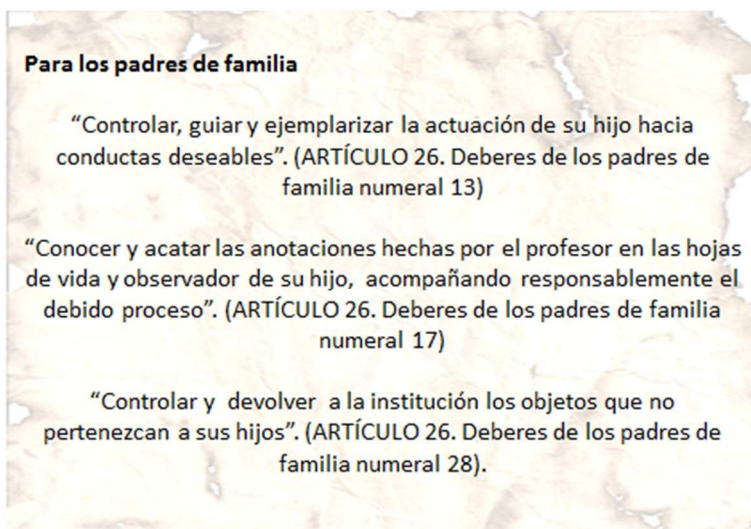 Para los padres de familia
“Controlar, guiar y ejemplarizar la actuación de su hijo hacia
conductas deseables”. (ARTÍCULO 26. Deberes de los padres de
familia numeral 13)
“Conocer y acatar las anotaciones hechas por el profesor en las hojas
de vida y observador de su hijo, acompañando responsablemente el
debido proceso”. (ARTÍCULO 26. Deberes de los padres de familia
numeral 17)
“Controlar y devolver a la institución los objetos que no
pertenezcan a sus hijos”. (ARTÍCULO 26. Deberes de los padres de
familia numeral 28).